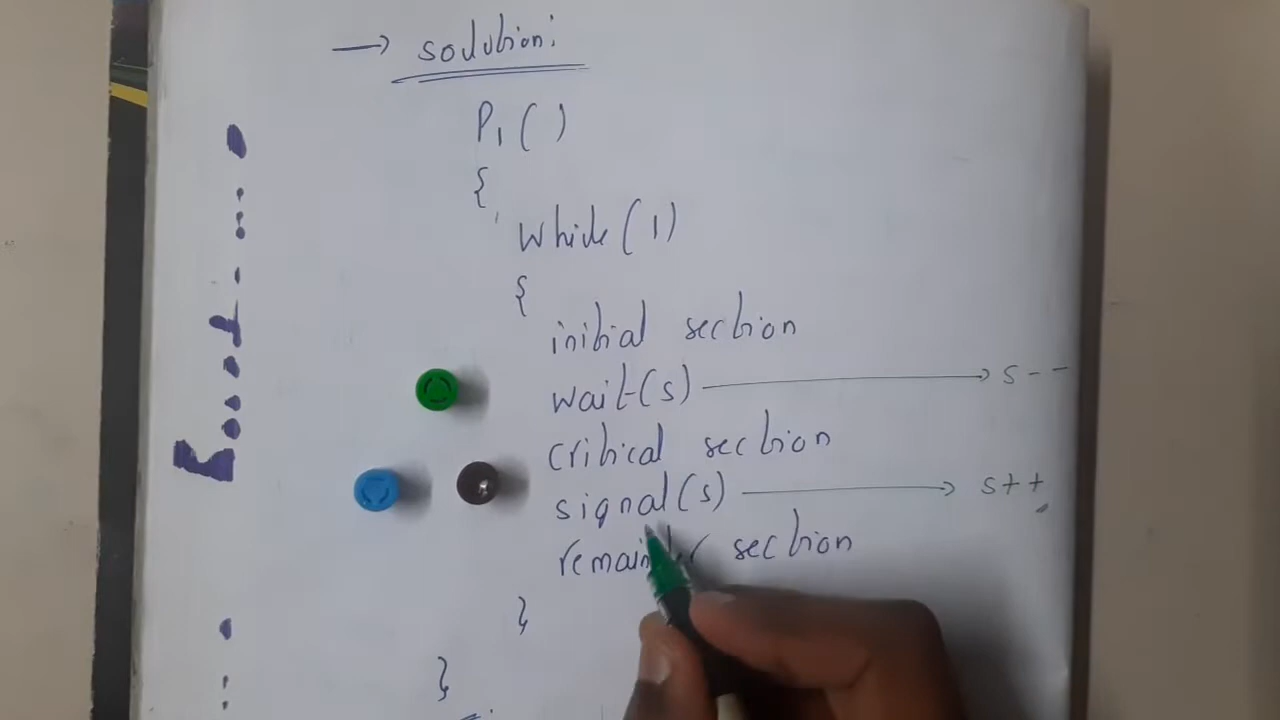 → solution:
P1 ( )
{
while (1)
{
initial section
wait(s) → s--
critical section
signal(s) → s++
section
}
}